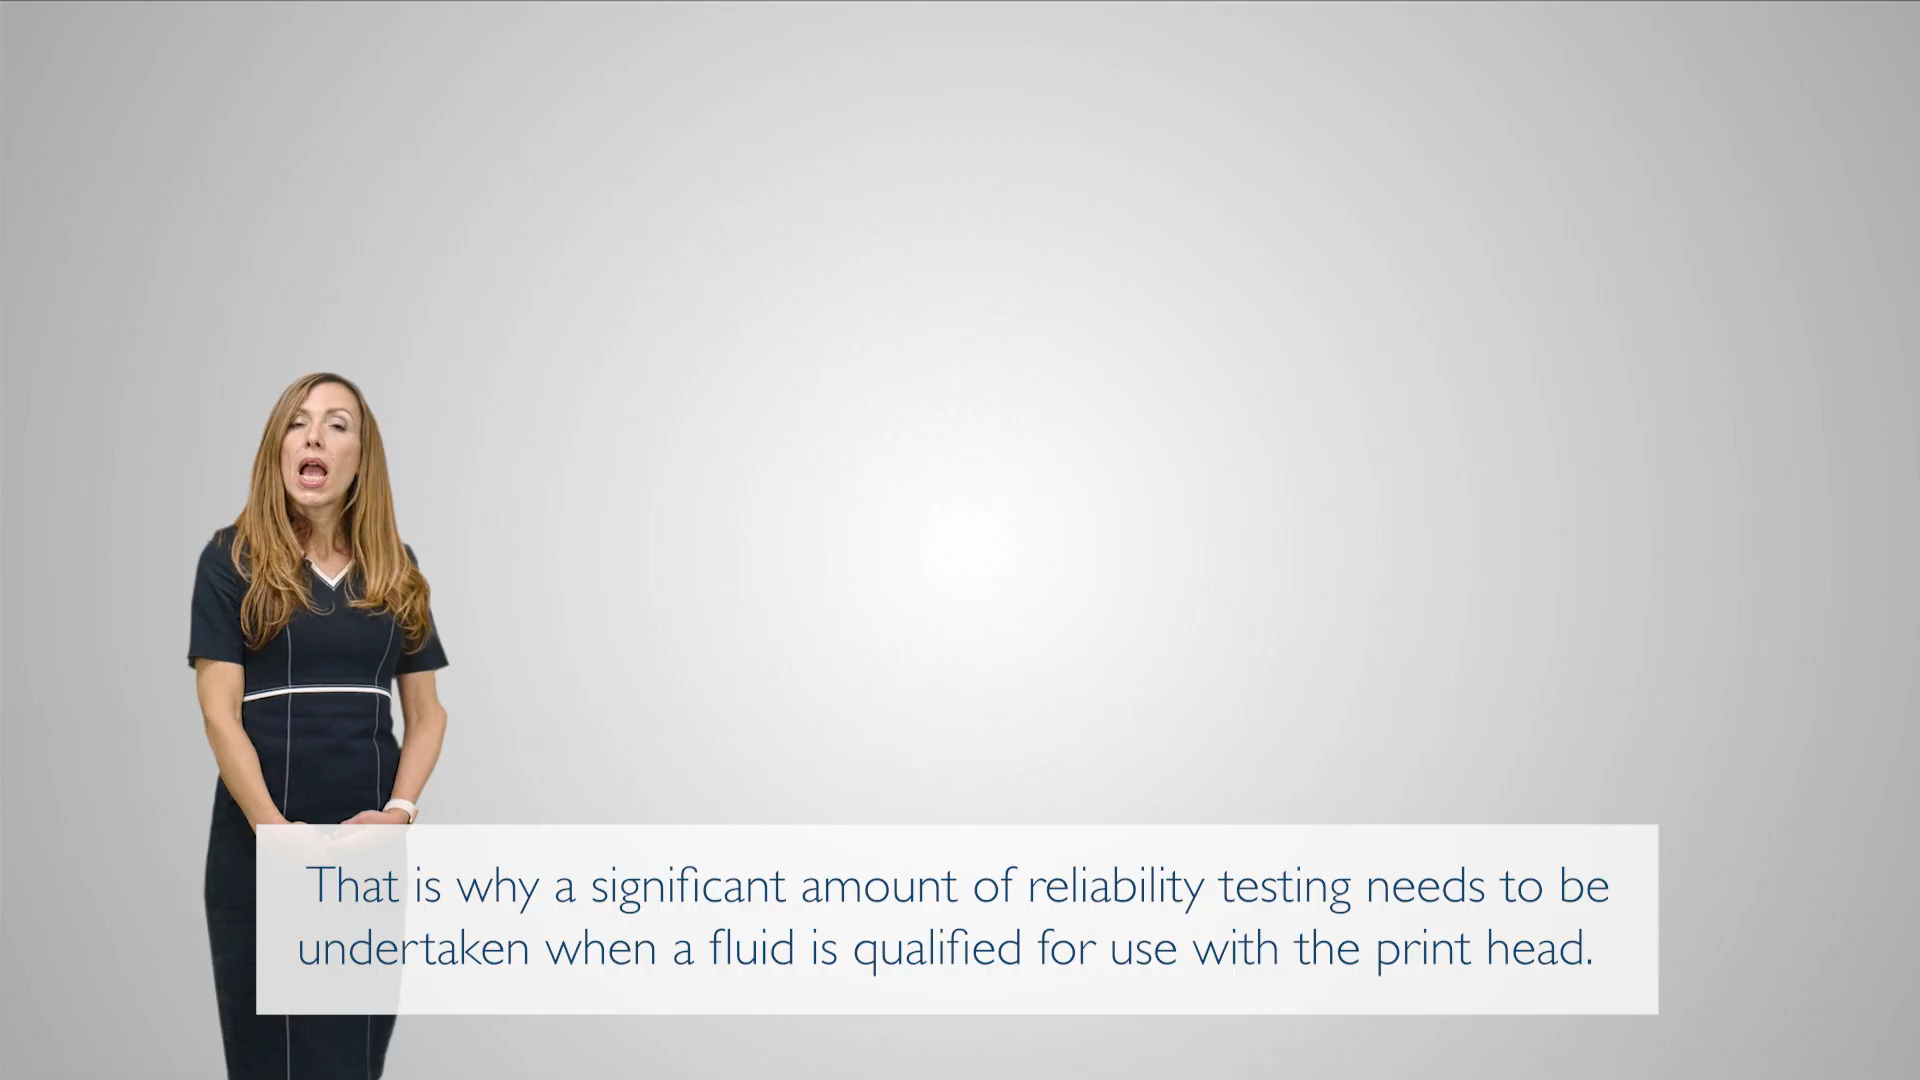 That is why a significant amount of reliability testing needs to be
undertaken when a fluid is qualified for use with the print head.